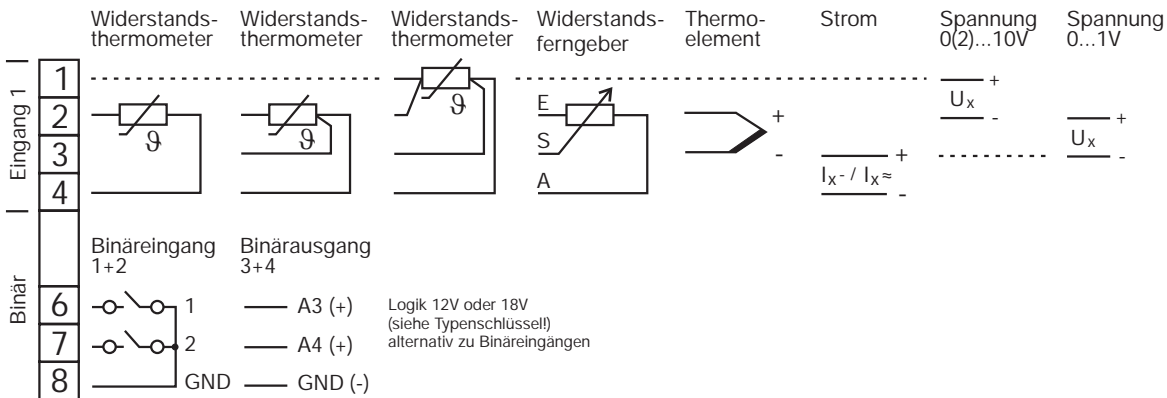 Widerstands-
thermometer
Widerstands-
thermometer
Widerstands-
thermometer
Widerstands-
ferngeber
Thermo-
element
Strom
Spannung
0(2)...10V
Spannung
0...1V
Eingang 1
1
2
3
4
ϑ
ϑ
ϑ
E
S
A
+
-
+
Ix- / Ix≈
-
+
Ux
-
+
Ux
-
Binär
6
7
8
Binäreingang
1+2
1
2
GND
Binärausgang
3+4
A3 (+)
A4 (+)
GND (-)
Logik 12V oder 18V
(siehe Typenschlüssel!)
alternativ zu Binäreingängen